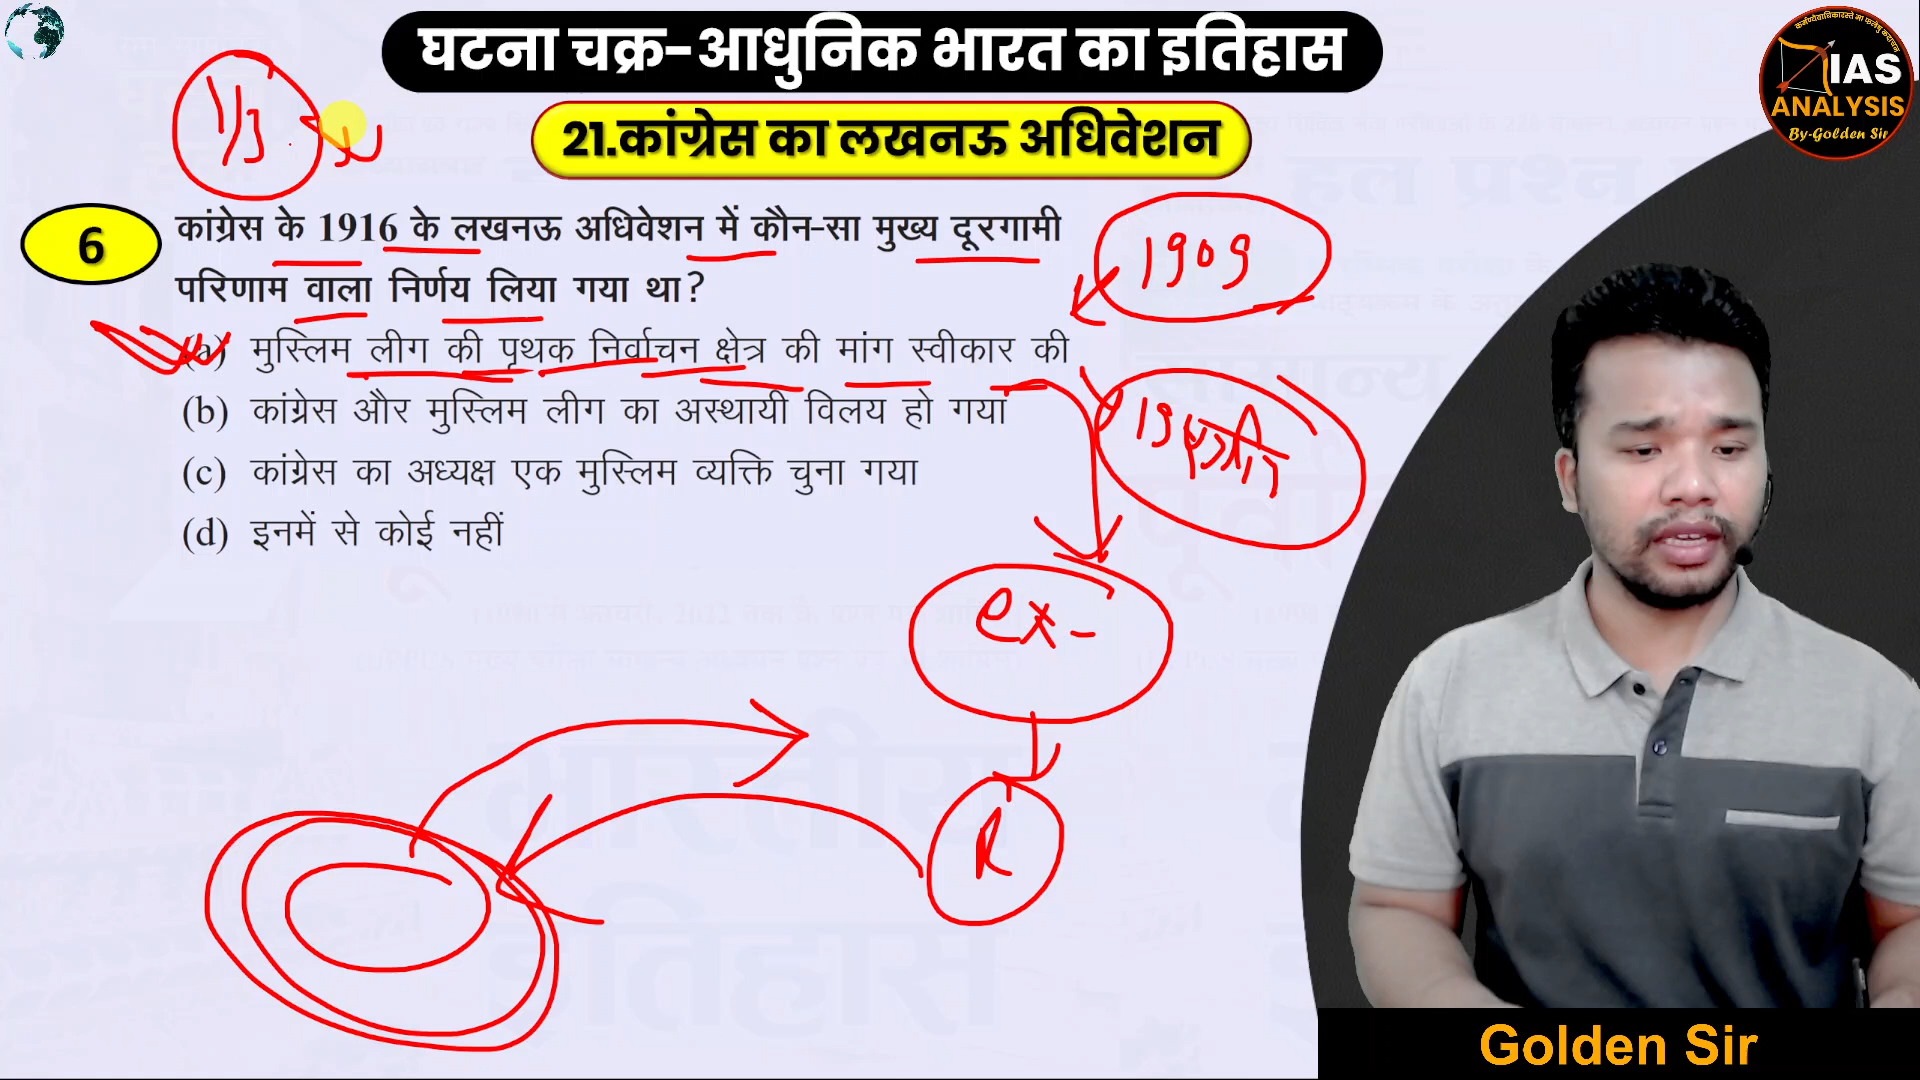 घटना चक्र-आधुनिक भारत का इतिहास
21.कांग्रेस का लखनऊ अधिवेशन
IAS
ANALYSIS
By-Golden Sir
1/3
6
कांग्रेस के 1916 के लखनऊ अधिवेशन में कौन-सा मुख्य दूरगामी
परिणाम वाला निर्णय लिया गया था?
1909
(a) मुस्लिम लीग की पृथक निर्वाचन क्षेत्र की मांग स्वीकार की
(b) कांग्रेस और मुस्लिम लीग का अस्थायी विलय हो गया
(c) कांग्रेस का अध्यक्ष एक मुस्लिम व्यक्ति चुना गया
(d) इनमें से कोई नहीं
ex-
R
भारतीय
इतिहास
Golden Sir